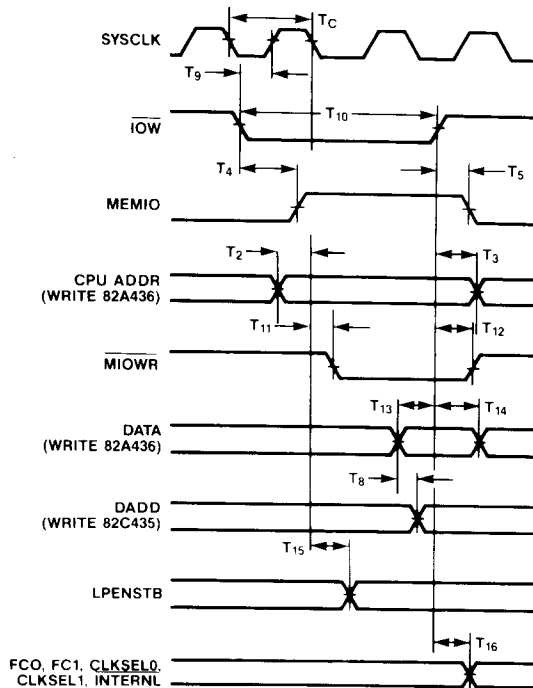 SYSCLK
TC
T9
IOW
T10
T4
MEMIO
T5
T2
T3
CPU ADDR
(WRITE 82A436)
T11
T12
MIOWR
T13
T14
DATA
(WRITE 82A436)
T8
DADD
(WRITE 82C435)
T15
LPENSTB
T16
FCO, FC1, CLKSEL0,
CLKSEL1, INTERNL